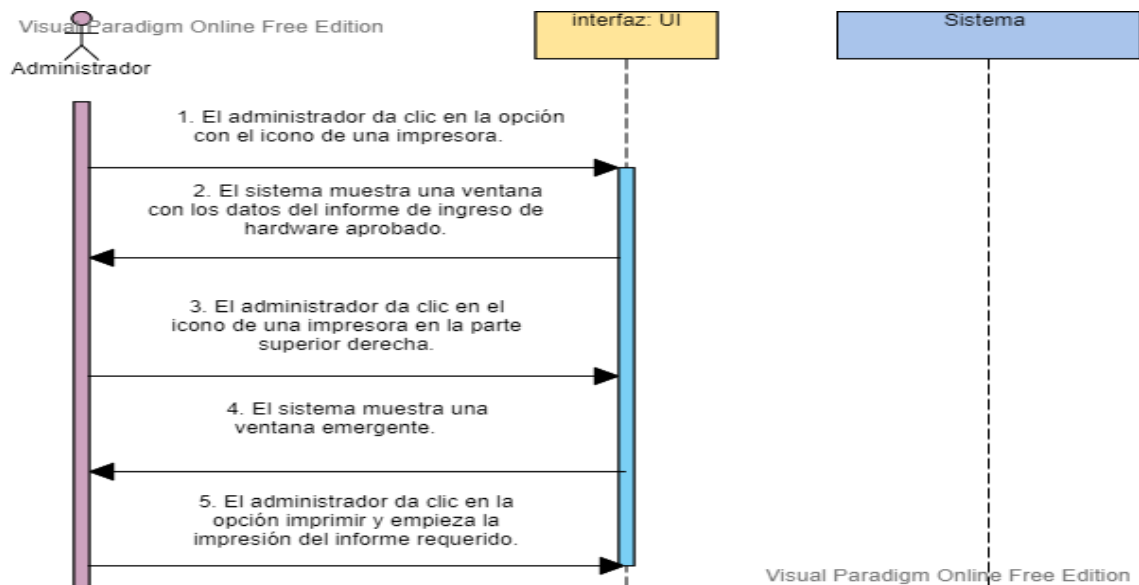 Visual Paradigm Online Free Edition
Administrador
interfaz: UI
Sistema
1. El administrador da clic en la opción
con el icono de una impresora.
2. El sistema muestra una ventana
con los datos del informe de ingreso de
hardware aprobado.
3. El administrador da clic en el
icono de una impresora en la parte
superior derecha.
4. El sistema muestra una
ventana emergente.
5. El administrador da clic en la
opción imprimir y empieza la
impresión del informe requerido.
Visual Paradigm Online Free Edition